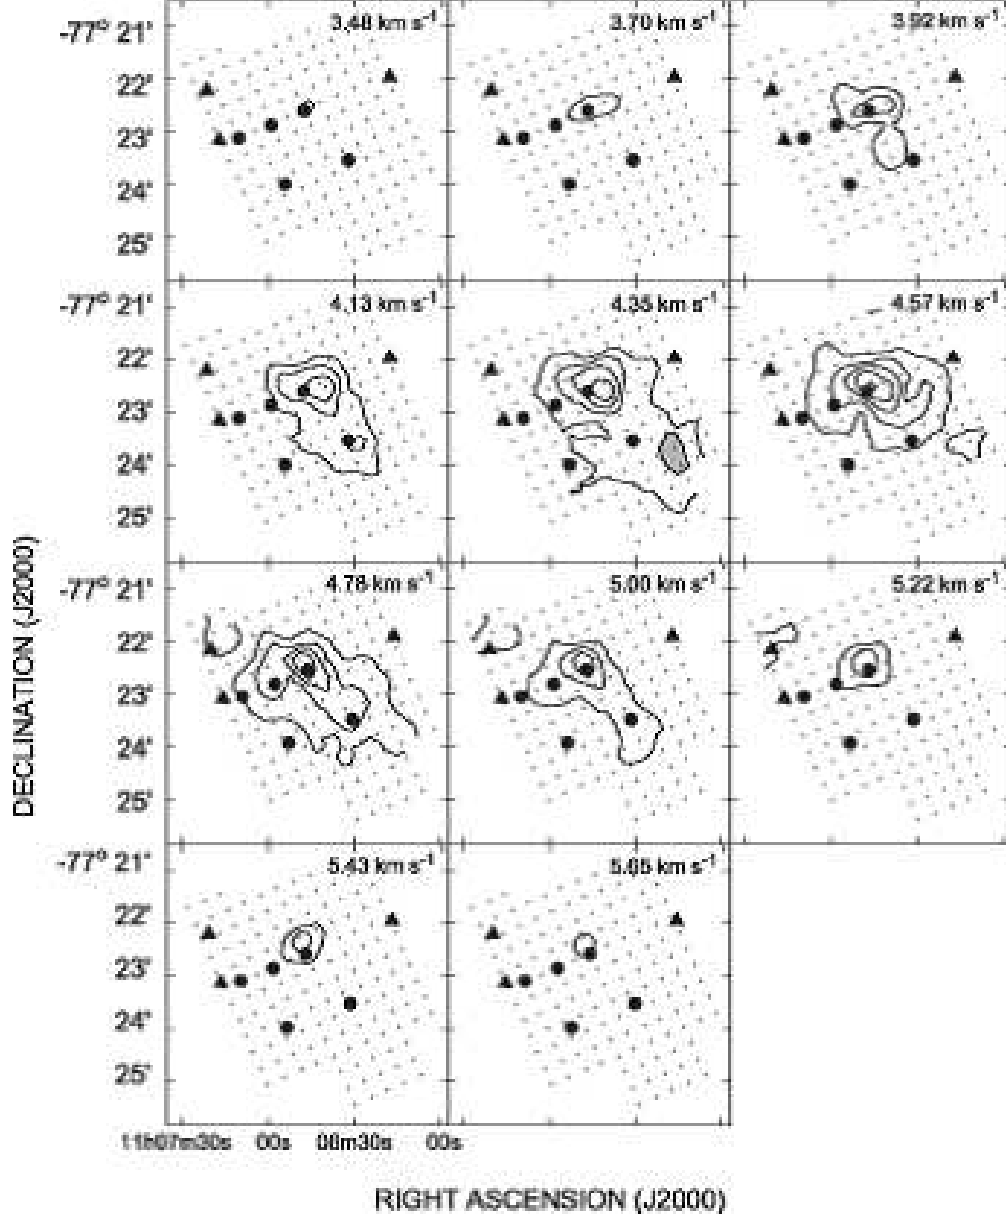 3.48 km s⁻¹ 3.70 km s⁻¹ 3.92 km s⁻¹
-77° 21'
22'
23'
24'
25'
4.13 km s⁻¹ 4.35 km s⁻¹ 4.57 km s⁻¹
-77° 21'
22'
23'
24'
25'
4.78 km s⁻¹ 5.00 km s⁻¹ 5.22 km s⁻¹
-77° 21'
22'
23'
24'
25'
5.43 km s⁻¹ 5.65 km s⁻¹
-77° 21'
22'
23'
24'
25'
11h07m30s 00s 06m30s 00s
DECLINATION (J2000)
RIGHT ASCENSION (J2000)